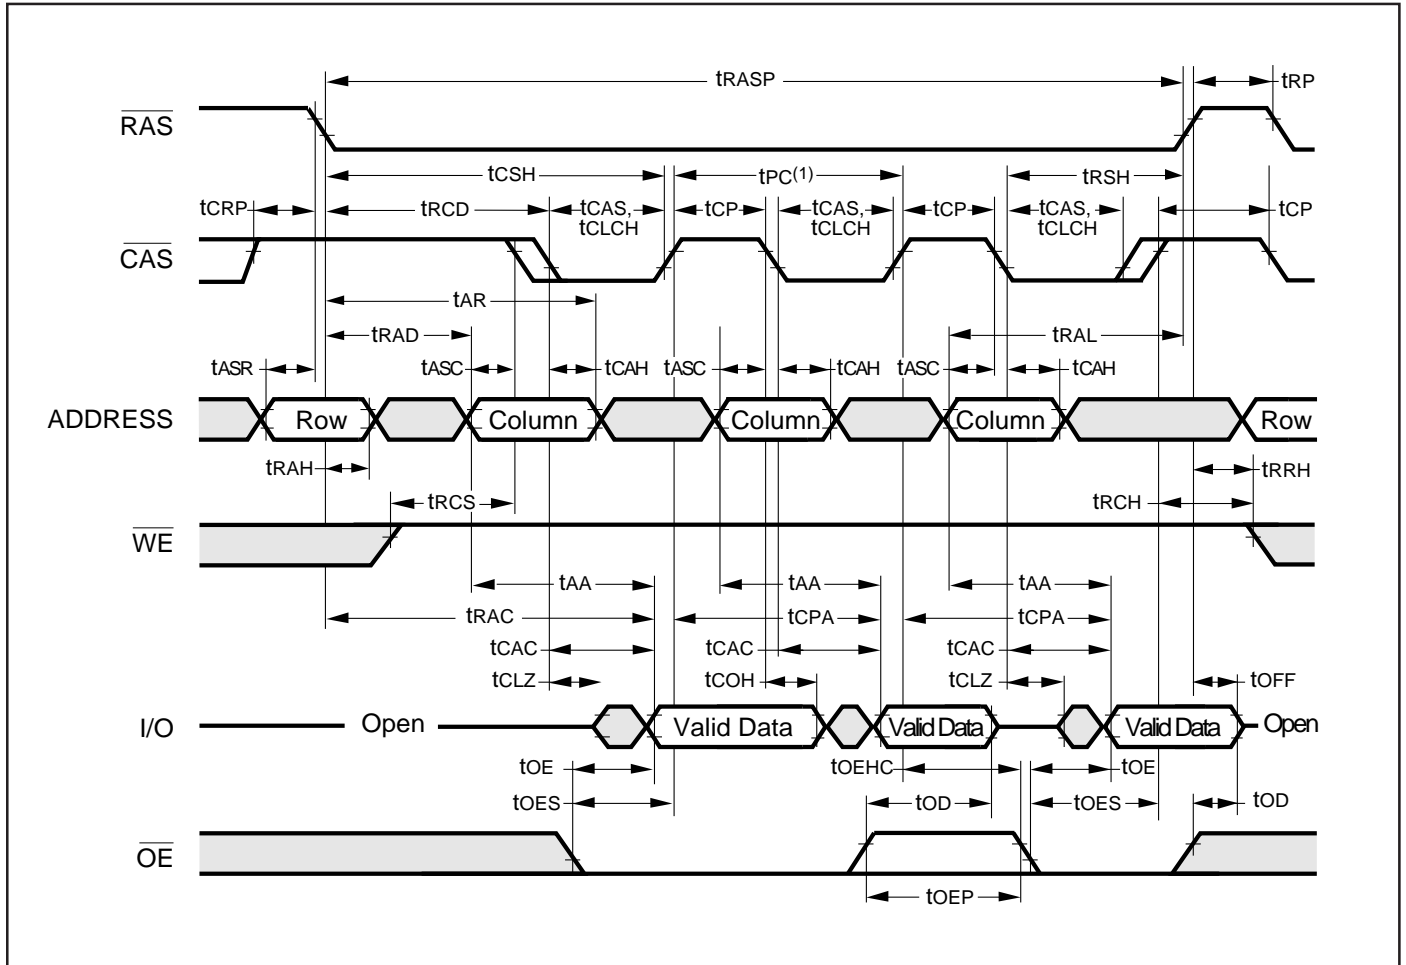 tRASP tRP
RAS
tCSH tPC(1) tRSH
tCRP tRCD tCAS, tCLCH tCP tCAS, tCLCH tCP tCAS, tCLCH tCP
CAS
tAR
tRAD tRAL
tASR tASC tCAH tASC tCAH tASC tCAH
ADDRESS Row Column Column Column Row
tRAH tRRH
tRCS tRCH
WE
tAA tAA tAA
tRAC tCPA tCPA
tCAC tCAC tCAC
tCLZ tCOH tCLZ tOFF
I/O Open Valid Data Valid Data Valid Data Open
tOE tOEHC tOE
tOES tOD tOES tOD
OE
tOEP